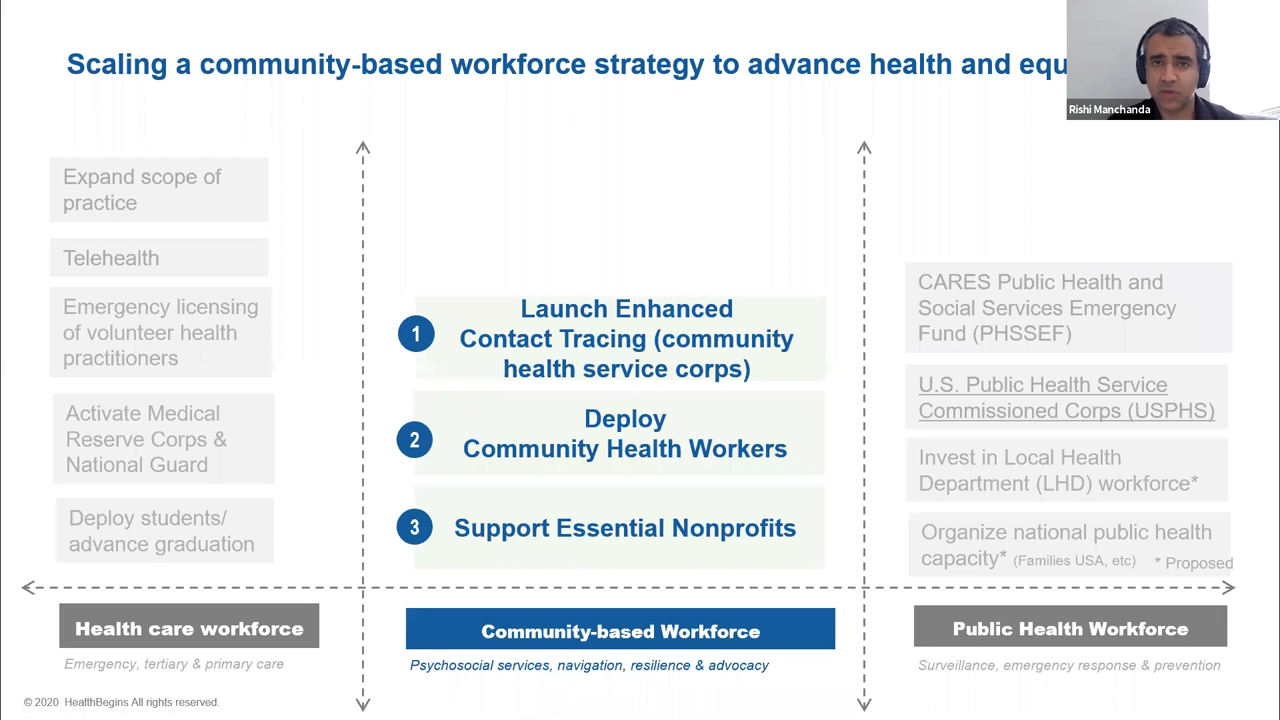 Scaling a community-based workforce strategy to advance health and equ
Rishi Manchanda
Expand scope of
practice
Telehealth
Emergency licensing
of volunteer health
practitioners
Activate Medical
Reserve Corps &
National Guard
Deploy students/
advance graduation
1
Launch Enhanced
Contact Tracing (community
health service corps)
2
Deploy
Community Health Workers
3
Support Essential Nonprofits
CARES Public Health and
Social Services Emergency
Fund (PHSSEF)
U.S. Public Health Service
Commissioned Corps (USPHS)
Invest in Local Health
Department (LHD) workforce*
Organize national public health
capacity* (Families USA, etc)
* Proposed
Health care workforce
Emergency, tertiary & primary care
Community-based Workforce
Psychosocial services, navigation, resilience & advocacy
Public Health Workforce
Surveillance, emergency response & prevention
© 2020 HealthBegins All rights reserved.